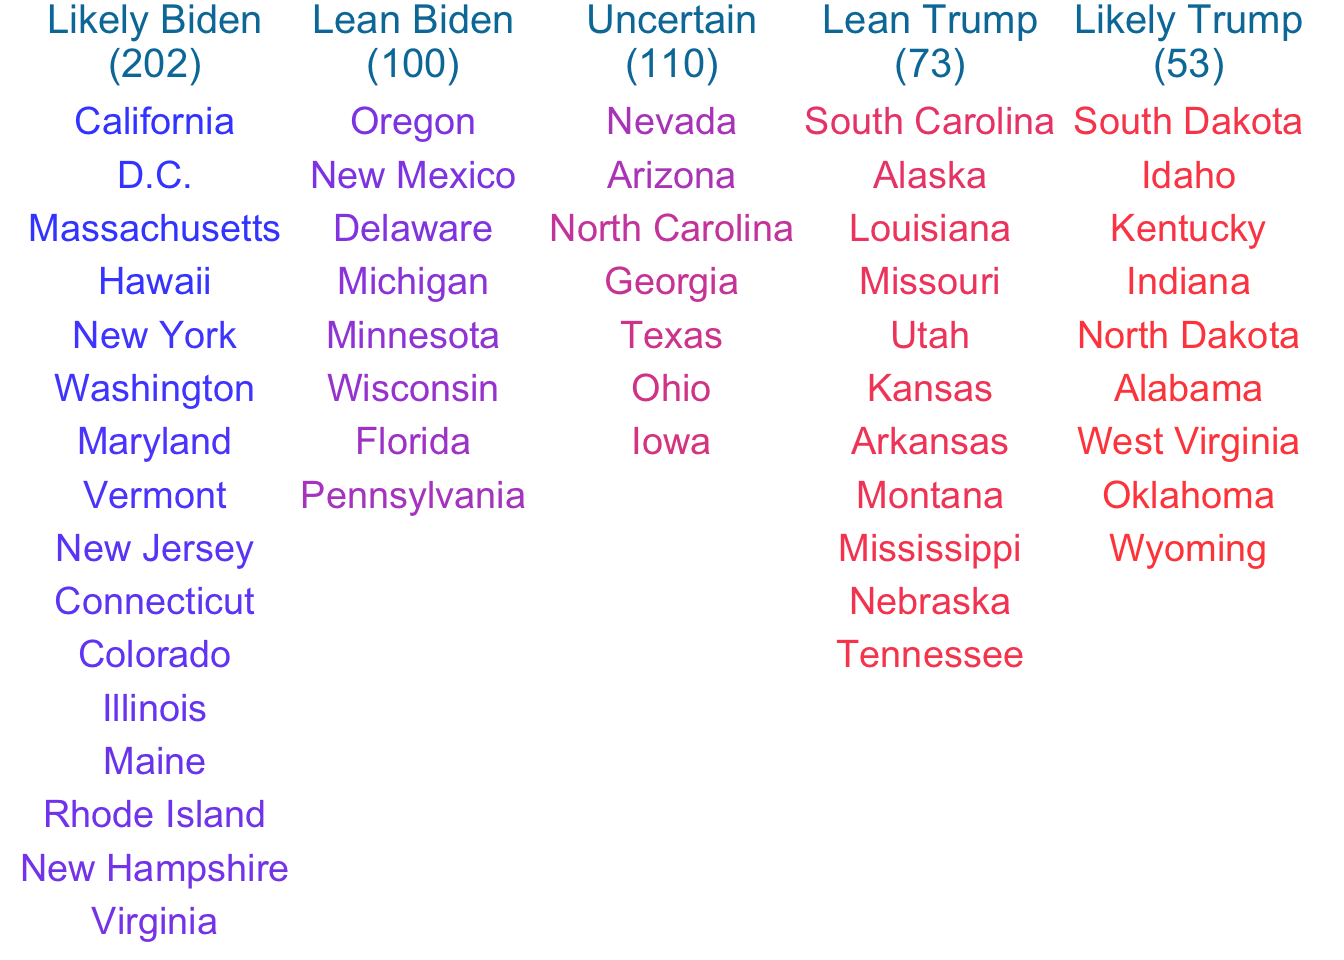 Likely Biden
(202)
California
D.C.
Massachusetts
Hawaii
New York
Washington
Maryland
Vermont
New Jersey
Connecticut
Colorado
Illinois
Maine
Rhode Island
New Hampshire
Virginia
Lean Biden
(100)
Oregon
New Mexico
Delaware
Michigan
Minnesota
Wisconsin
Florida
Pennsylvania
Uncertain
(110)
Nevada
Arizona
North Carolina
Georgia
Texas
Ohio
Iowa
Lean Trump
(73)
South Carolina
Alaska
Louisiana
Missouri
Utah
Kansas
Arkansas
Montana
Mississippi
Nebraska
Tennessee
Likely Trump
(53)
South Dakota
Idaho
Kentucky
Indiana
North Dakota
Alabama
West Virginia
Oklahoma
Wyoming